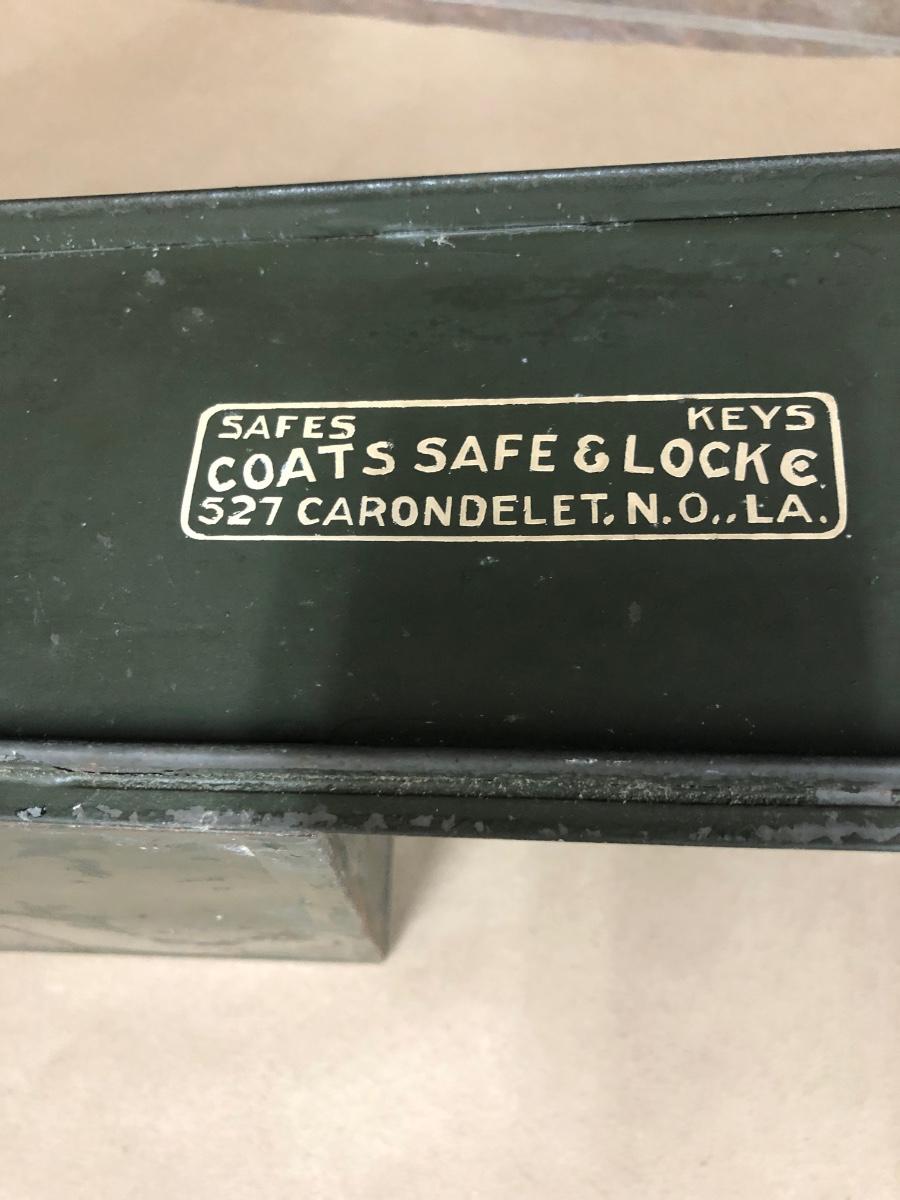 SAFES KEYS
COATS SAFE & LOCK Co
527 CARONDELET, N.O., LA.